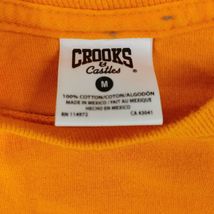 CROOKS
&
Castles
M
100% COTTON/COTON/ALGODÓN
MADE IN MEXICO / FAIT AU MEXIQUE
HECHO EN MEXICO
RN 114872 CA 43041